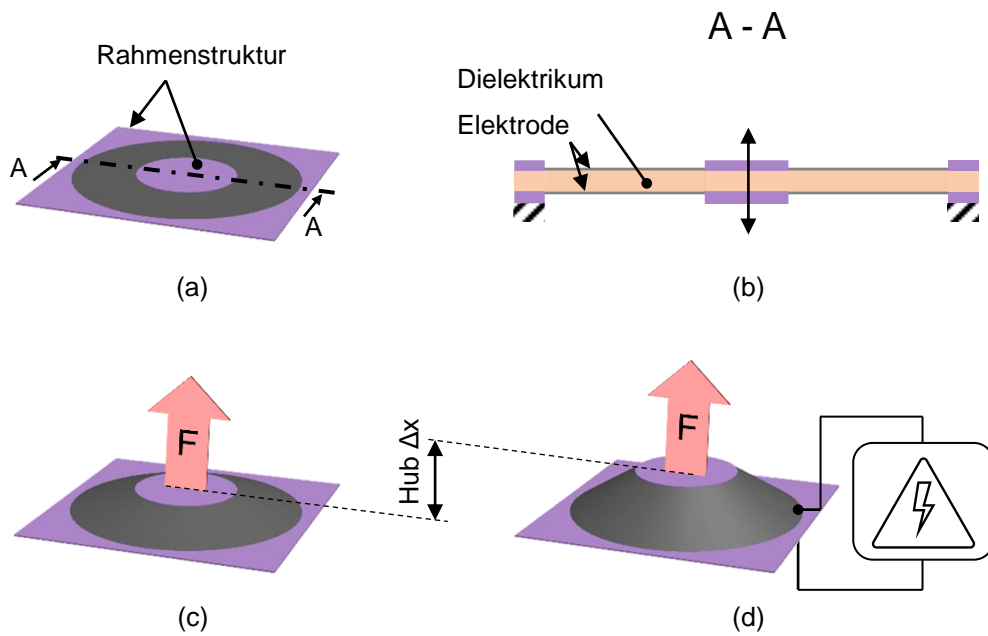 A - A
Rahmenstruktur
Dielektrikum
Elektrode
A
A
(a)
(b)
F
Hub Δx
F
(c)
(d)